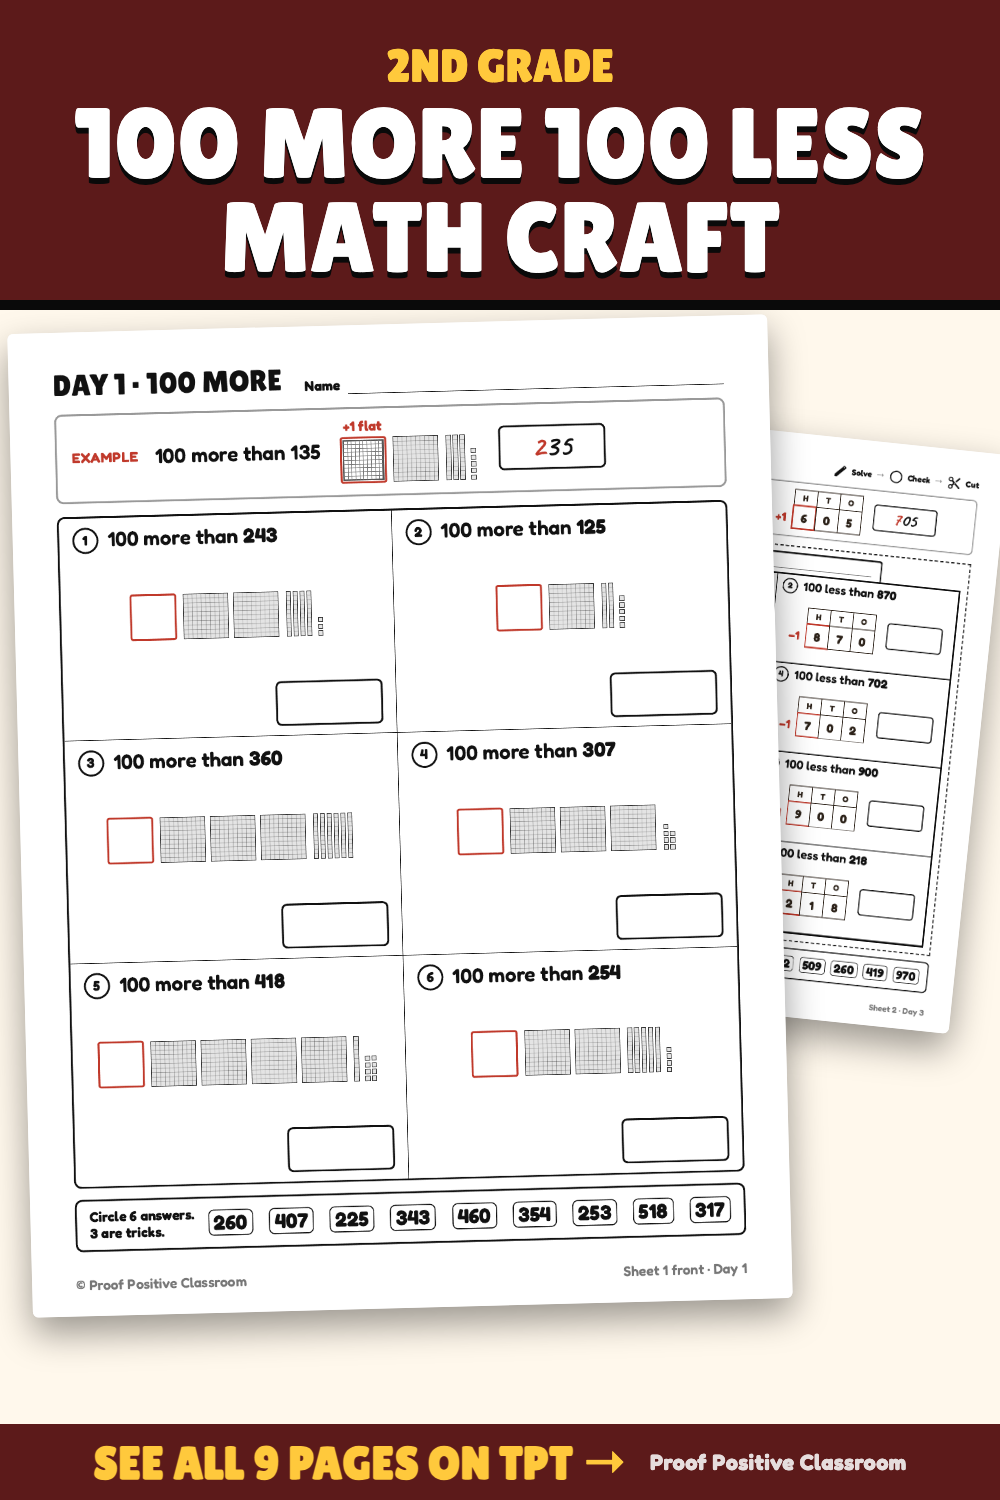 2ND GRADE
100 MORE 100 LESS
MATH CRAFT
DAY 1 · 100 MORE
Name
EXAMPLE 100 more than 135
+1 flat
235
1 100 more than 243
2 100 more than 125
3 100 more than 360
4 100 more than 307
5 100 more than 418
6 100 more than 254
Circle 6 answers.
3 are tricks.
260 407 225 343 460 354 253 518 317
© Proof Positive Classroom
Sheet 1 front · Day 1
Solve → Check → Cut
H T O
+1 6 0 5
705
2 100 less than 870
H T O
−1 8 7 0
4 100 less than 702
H T O
−1 7 0 2
100 less than 900
H T O
9 0 0
00 less than 218
H T O
2 1 8
2 509 260 419 970
Sheet 2 · Day 3
SEE ALL 9 PAGES ON TPT →
Proof Positive Classroom